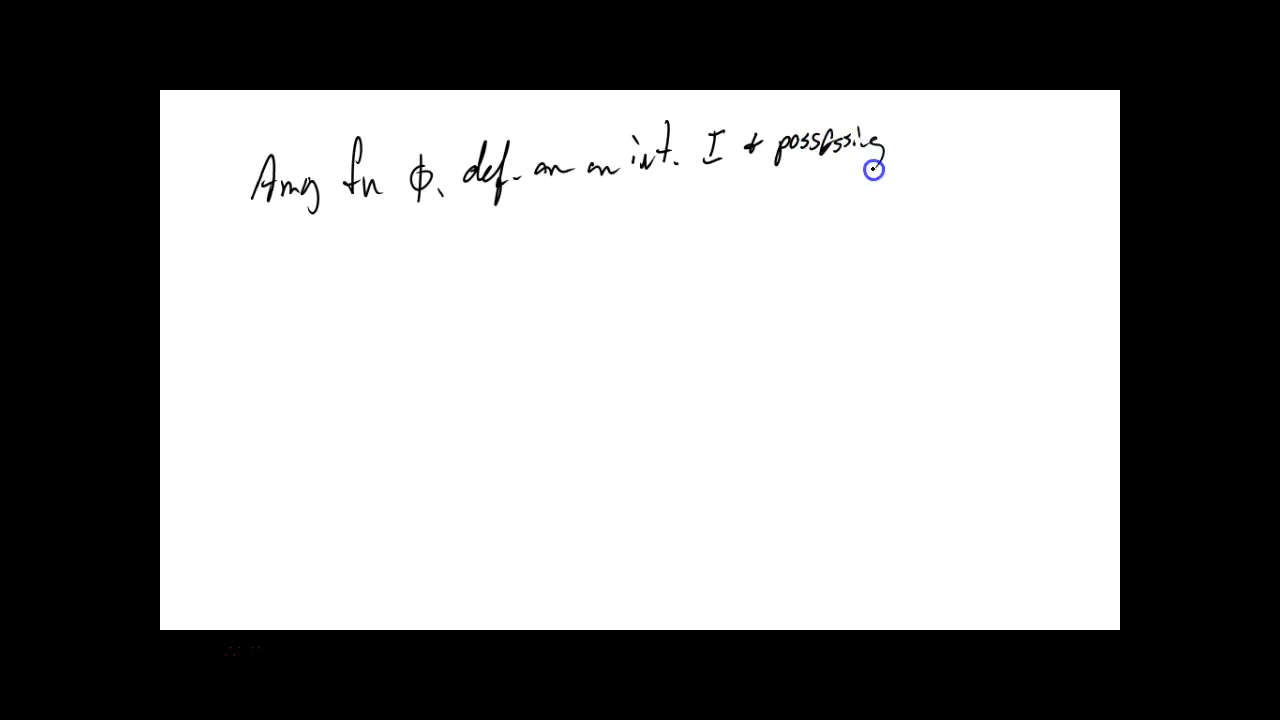 Any fn ϕ, def. on an int. I & possessing